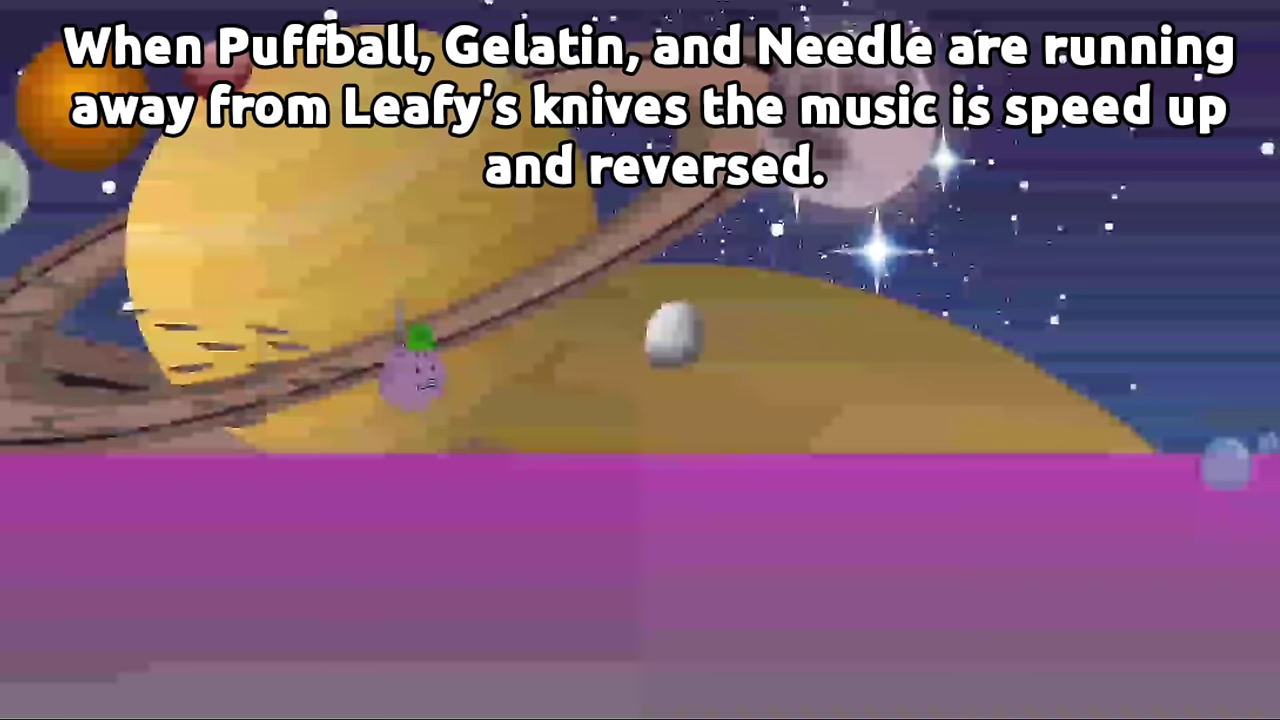 When Puffball, Gelatin, and Needle are running
away from Leafy's knives the music is speed up
and reversed.